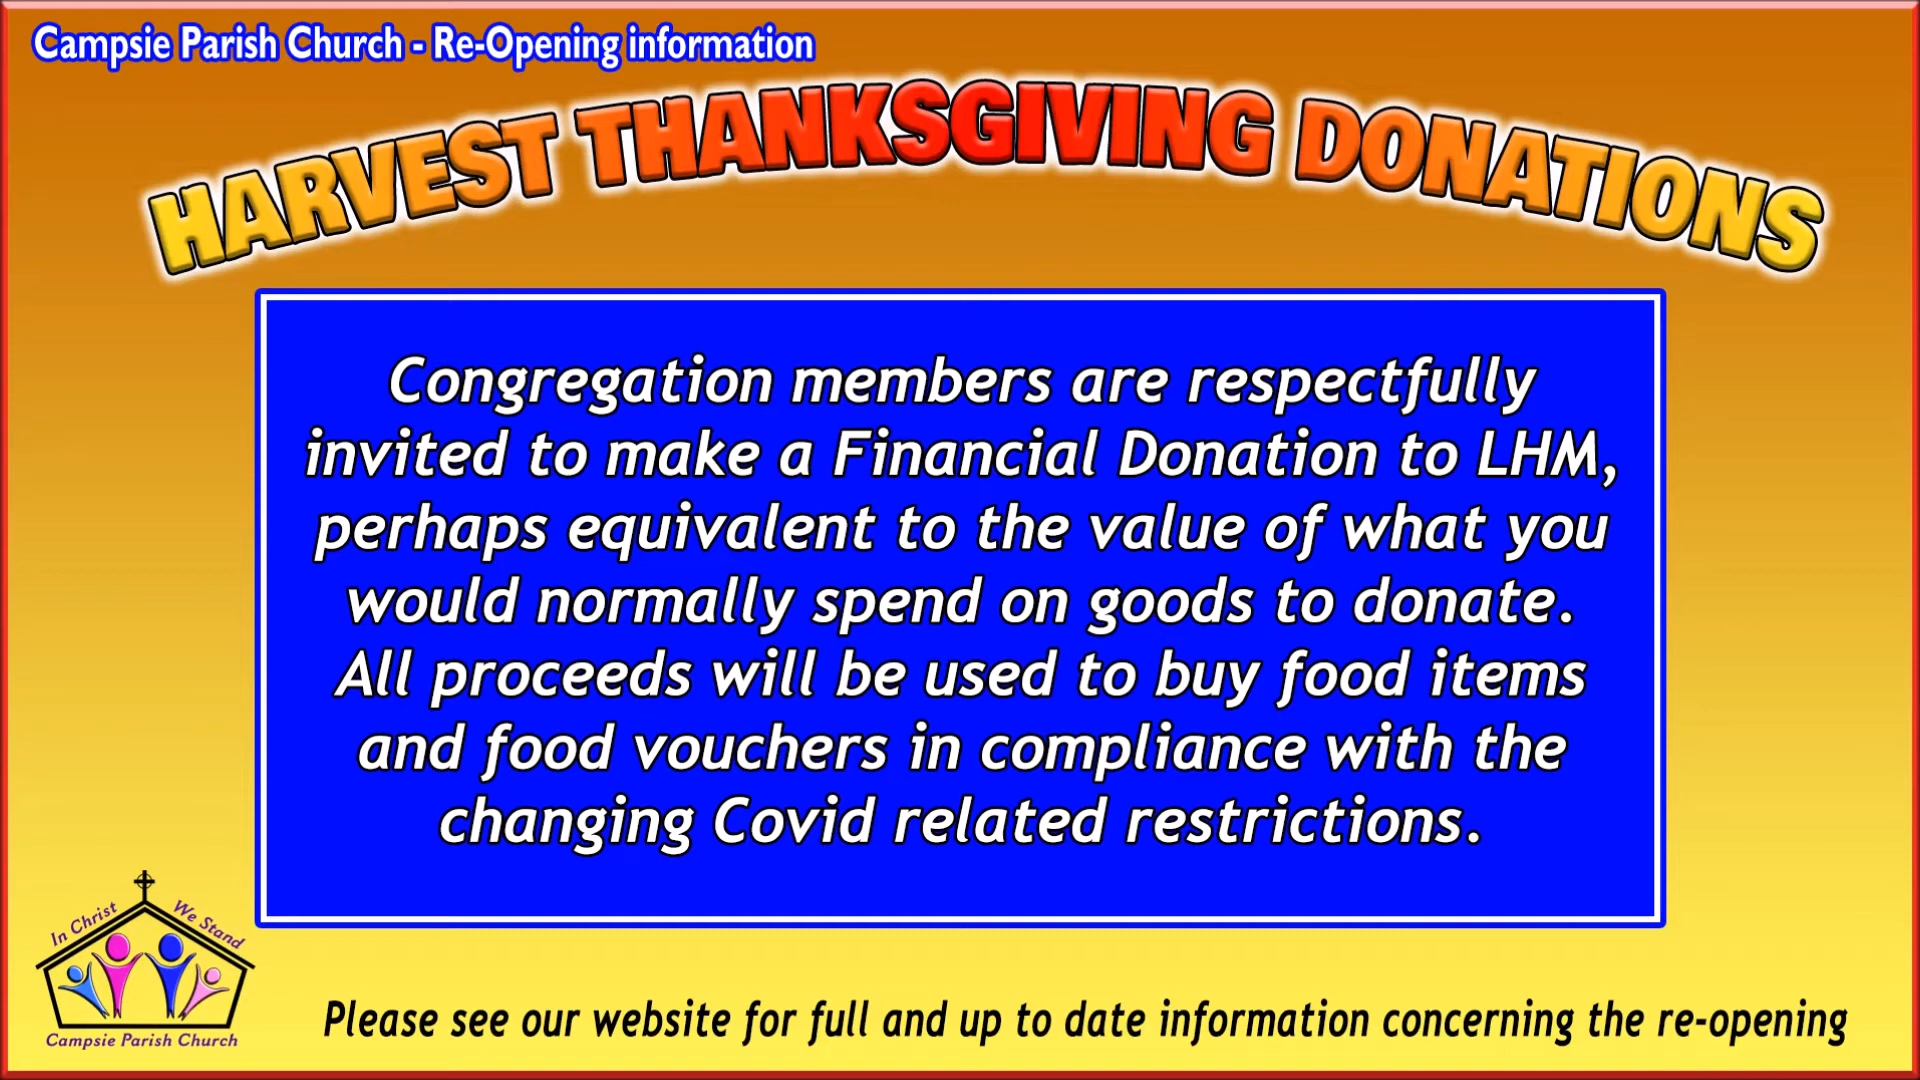 Campsie Parish Church - Re-Opening information
HARVEST THANKSGIVING DONATIONS
Congregation members are respectfully
invited to make a Financial Donation to LHM,
perhaps equivalent to the value of what you
would normally spend on goods to donate.
All proceeds will be used to buy food items
and food vouchers in compliance with the
changing Covid related restrictions.
In Christ We Stand
Campsie Parish Church
Please see our website for full and up to date information concerning the re-opening